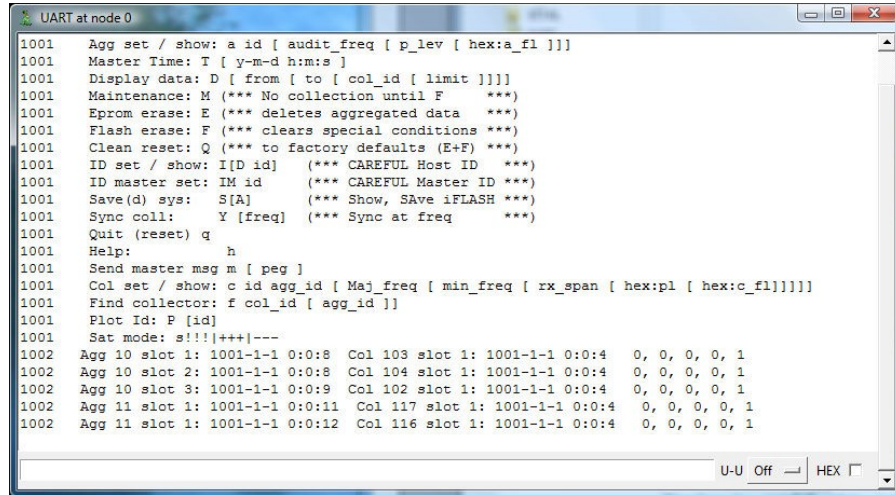 UART at node 0
1001 Agg set / show: a id [ audit_freq [ p_lev [ hex:a_fl ]]]
1001 Master Time: T [ y-m-d h:m:s ]
1001 Display data: D [ from [ to [ col_id [ limit ]]]]
1001 Maintenance: M (*** No collection until F ***)
1001 Eprom erase: E (*** deletes aggregated data ***)
1001 Flash erase: F (*** clears special conditions ***)
1001 Clean reset: Q (*** to factory defaults (E+F) ***)
1001 ID set / show: I[D id] (*** CAREFUL Host ID ***)
1001 ID master set: IM id (*** CAREFUL Master ID ***)
1001 Save(d) sys: S[A] (*** Show, SAve iFLASH ***)
1001 Sync coll: Y [freq] (*** Sync at freq ***)
1001 Quit (reset) q
1001 Help: h
1001 Send master msg m [ peg ]
1001 Col set / show: c id agg_id [ Maj_freq [ min_freq [ rx_span [ hex:pl [ hex:c_fl]]]]]
1001 Find collector: f col_id [ agg_id ]]
1001 Plot Id: P [id]
1001 Sat mode: s!!!|+++|---
1002 Agg 10 slot 1: 1001-1-1 0:0:8 Col 103 slot 1: 1001-1-1 0:0:4 0, 0, 0, 0, 1
1002 Agg 10 slot 2: 1001-1-1 0:0:8 Col 104 slot 1: 1001-1-1 0:0:4 0, 0, 0, 0, 1
1002 Agg 10 slot 3: 1001-1-1 0:0:9 Col 102 slot 1: 1001-1-1 0:0:4 0, 0, 0, 0, 1
1002 Agg 11 slot 1: 1001-1-1 0:0:11 Col 117 slot 1: 1001-1-1 0:0:4 0, 0, 0, 0, 1
1002 Agg 11 slot 1: 1001-1-1 0:0:12 Col 116 slot 1: 1001-1-1 0:0:4 0, 0, 0, 0, 1
U-U Off HEX